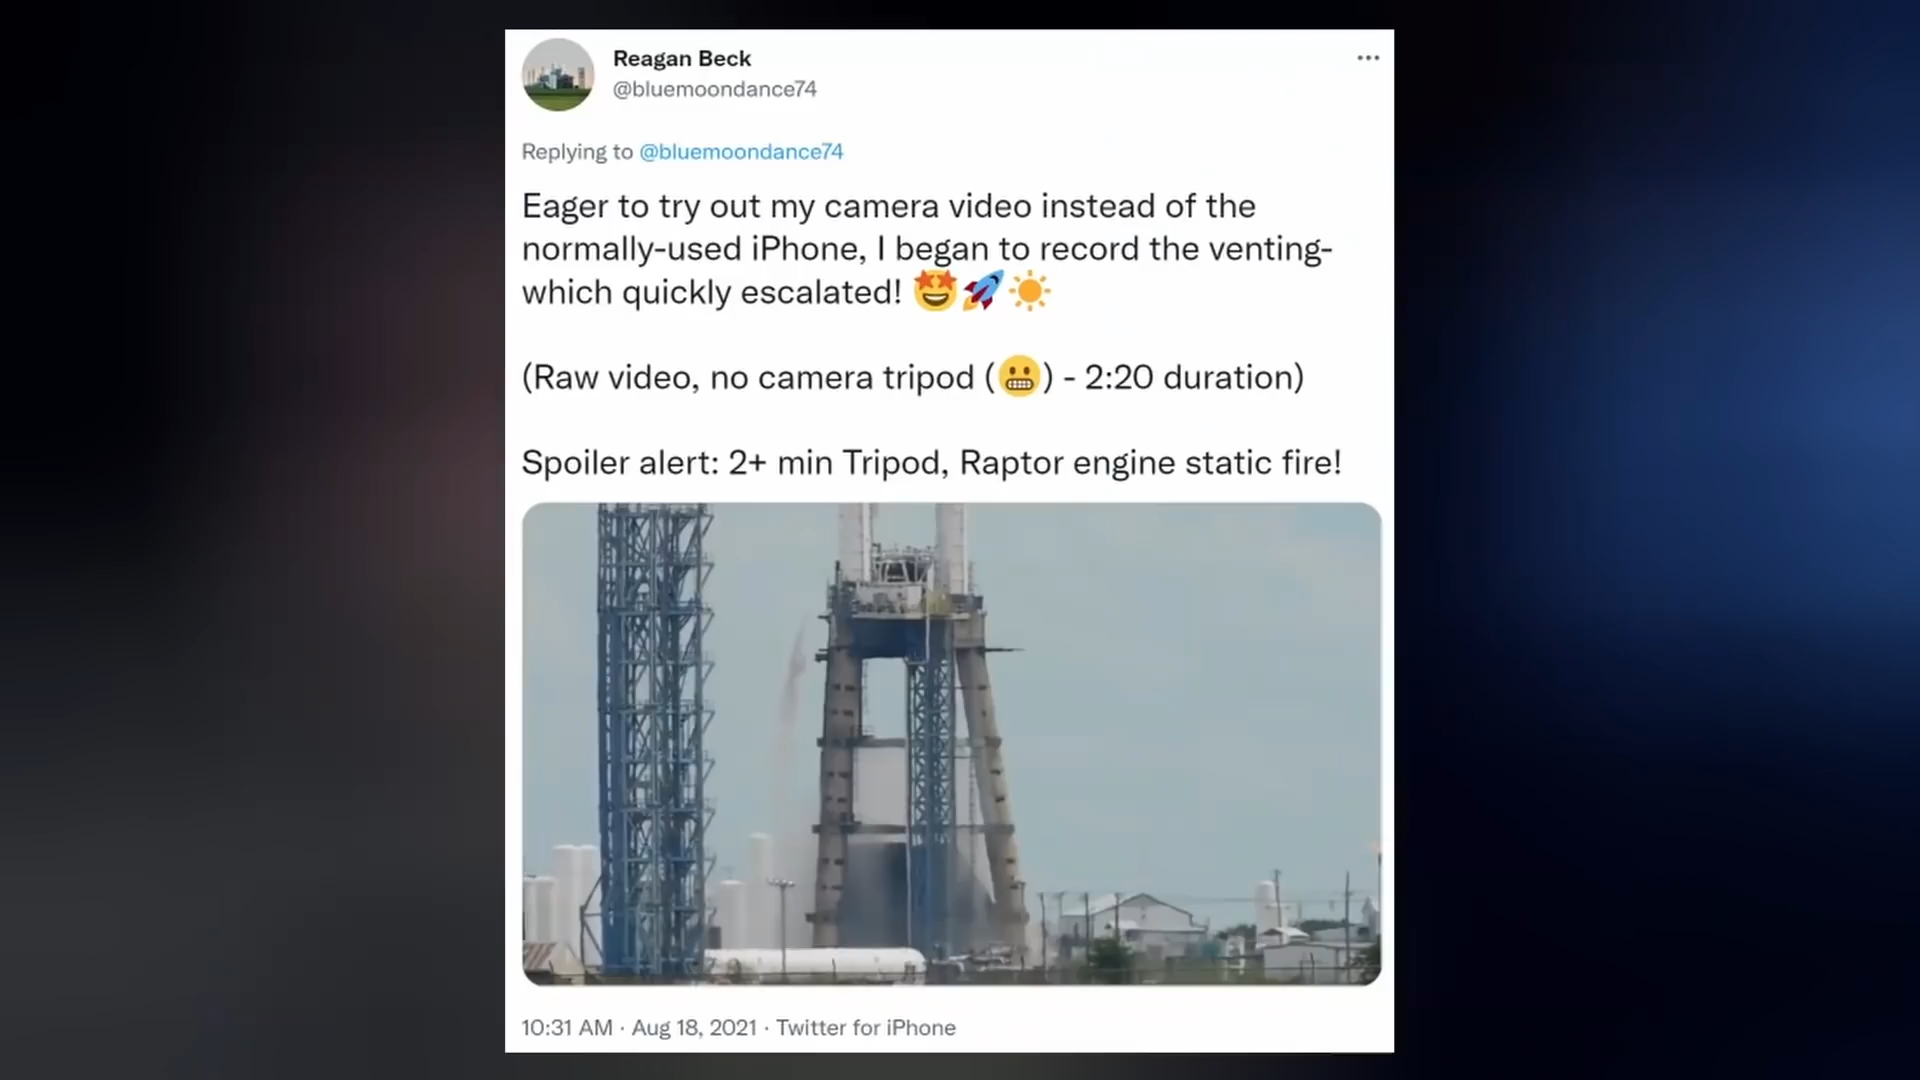 Reagan Beck
@bluemoondance74
Replying to @bluemoondance74
Eager to try out my camera video instead of the
normally-used iPhone, I began to record the venting-
which quickly escalated! 🤩🚀☀️
(Raw video, no camera tripod (😬) - 2:20 duration)
Spoiler alert: 2+ min Tripod, Raptor engine static fire!
10:31 AM · Aug 18, 2021 · Twitter for iPhone